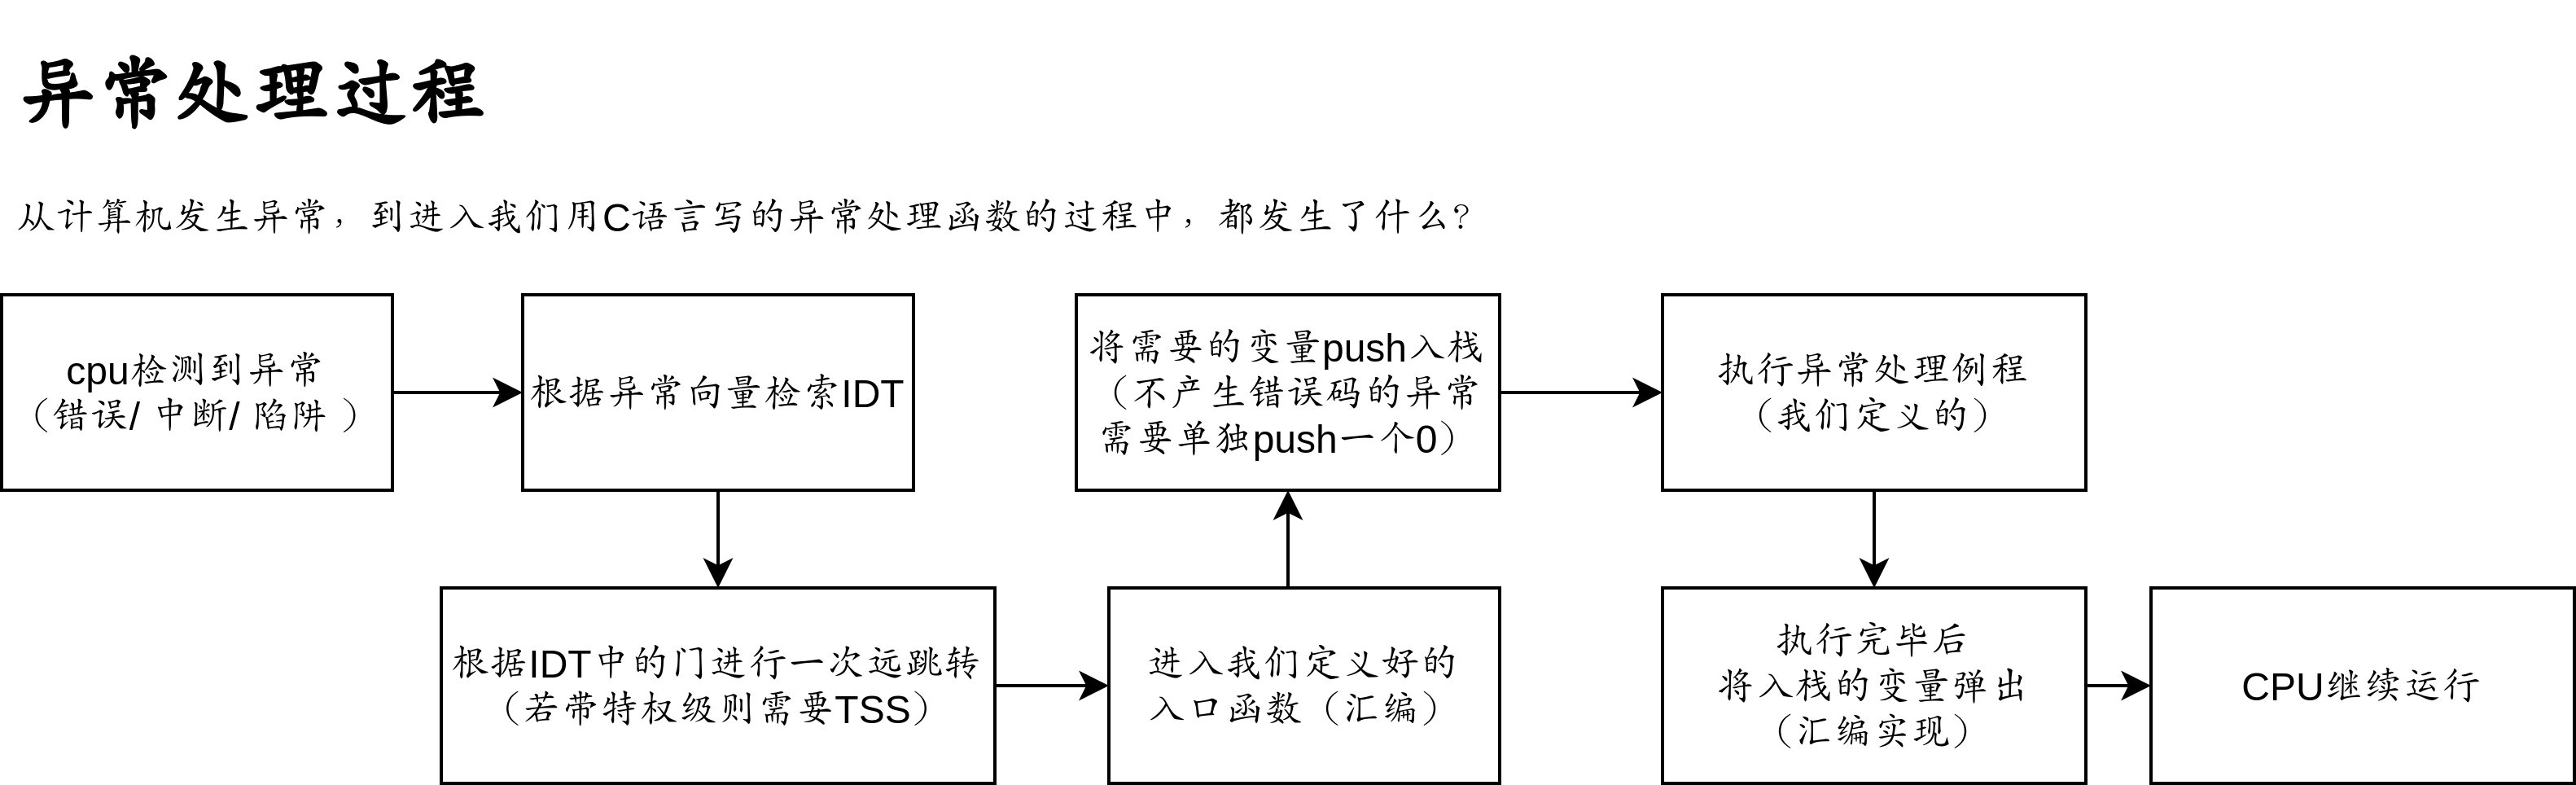 异常处理过程
从计算机发生异常，到进入我们用C语言写的异常处理函数的过程中，都发生了什么？
cpu检测到异常
（错误/ 中断/ 陷阱 ）
根据异常向量检索IDT
根据IDT中的门进行一次远跳转
（若带特权级则需要TSS）
进入我们定义好的
入口函数（汇编）
将需要的变量push入栈
（不产生错误码的异常
需要单独push一个0）
执行异常处理例程
（我们定义的）
执行完毕后
将入栈的变量弹出
（汇编实现）
CPU继续运行